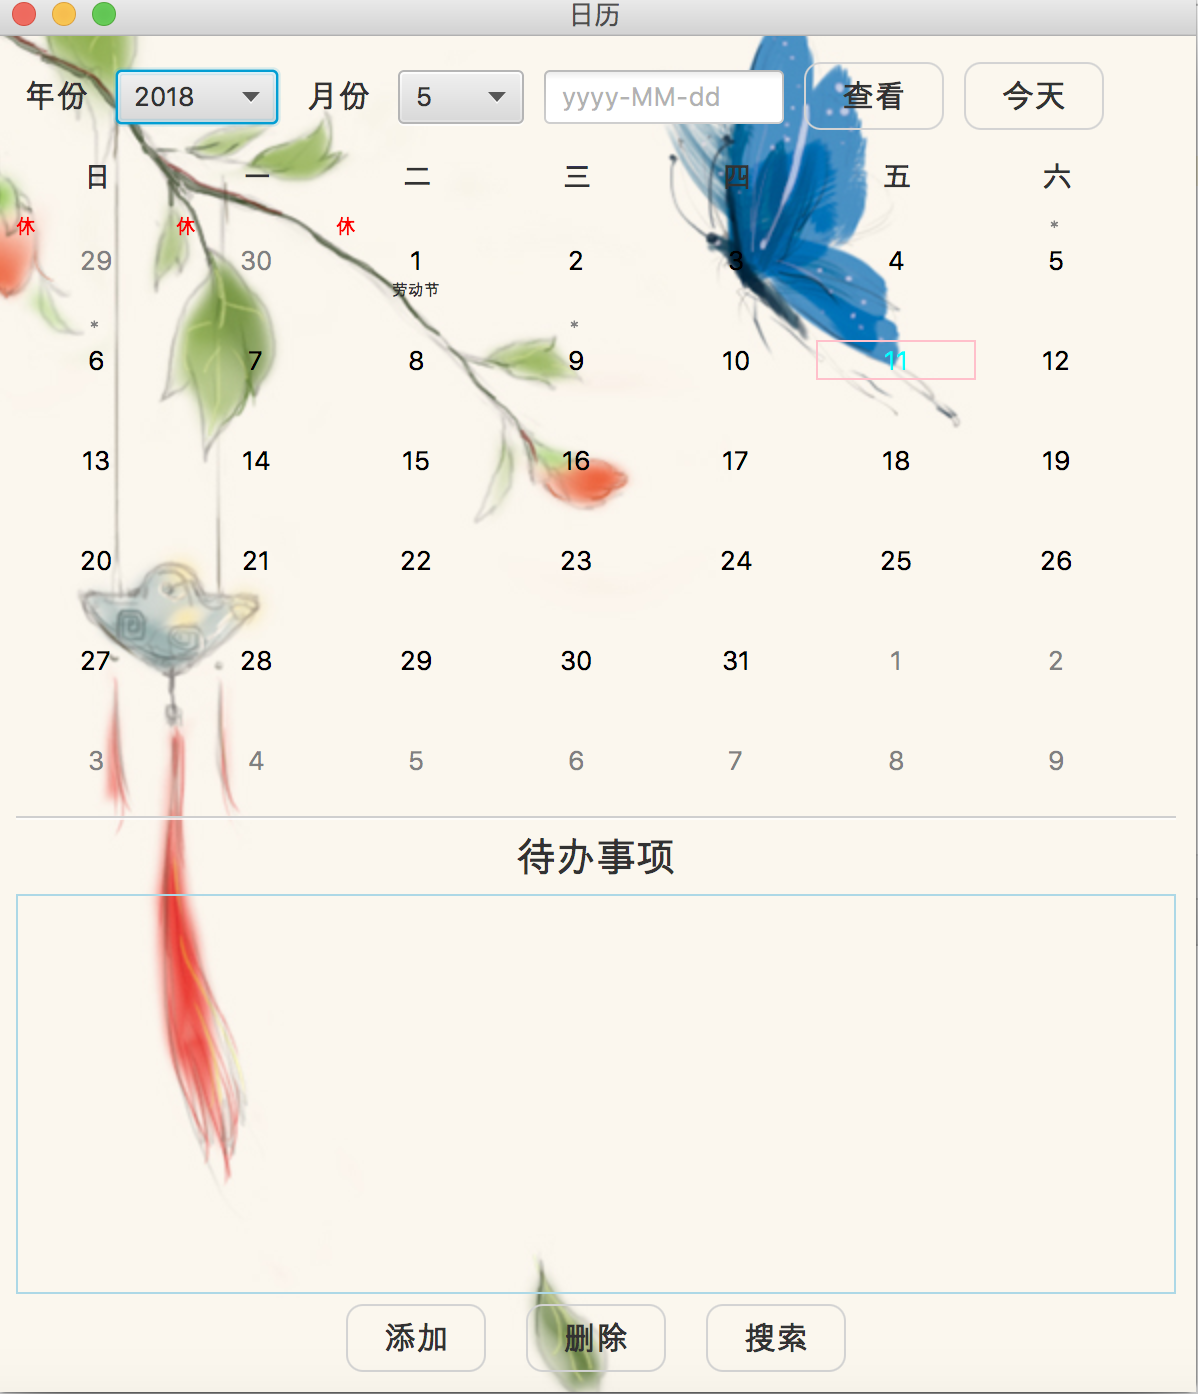 日历
年份 2018 月份 5 yyyy-MM-dd 查看 今天
日 一 二 三 四 五 六
休 休 休 *
29 30 1 2 3 4 5
劳动节
* *
6 7 8 9 10 11 12
13 14 15 16 17 18 19
20 21 22 23 24 25 26
27 28 29 30 31 1 2
3 4 5 6 7 8 9
待办事项
添加 删除 搜索